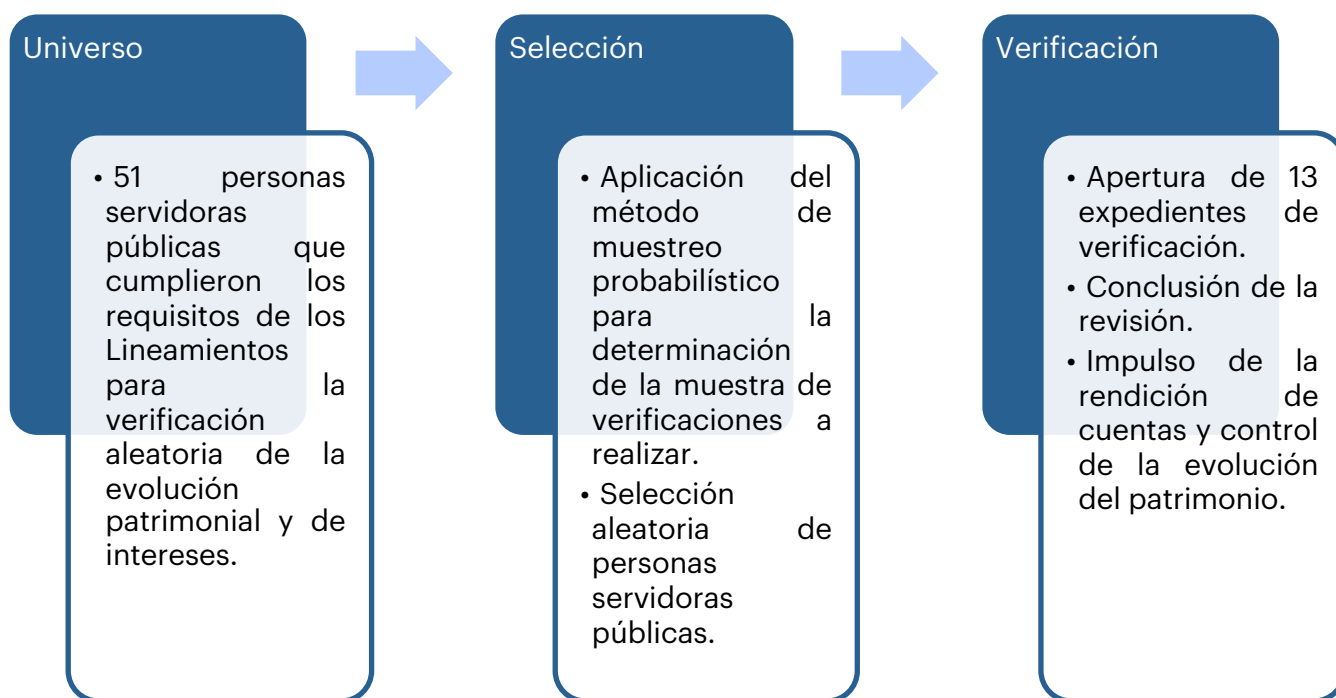 Universo
• 51 personas
servidoras
públicas que
cumplieron los
requisitos de los
Lineamientos
para la
verificación
aleatoria de la
evolución
patrimonial y de
intereses.
Selección
• Aplicación del
método de
muestreo
probabilístico
para la
determinación
de la muestra de
verificaciones a
realizar.
• Selección
aleatoria de
personas
servidoras
públicas.
Verificación
• Apertura de 13
expedientes de
verificación.
• Conclusión de la
revisión.
• Impulso de la
rendición de
cuentas y control
de la evolución
del patrimonio.